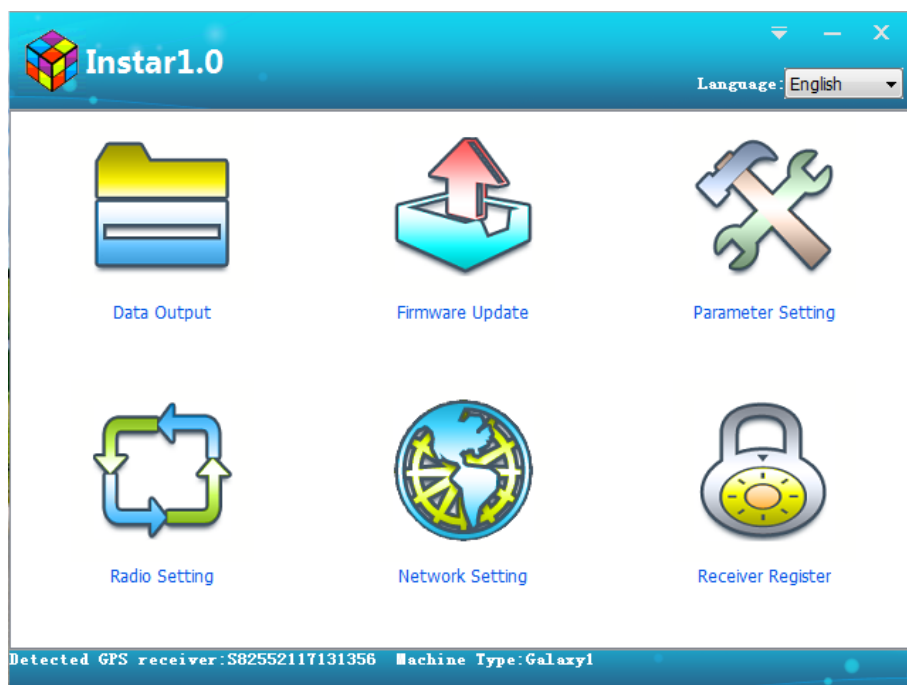 Instar1.0
Language: English
Data Output
Firmware Update
Parameter Setting
Radio Setting
Network Setting
Receiver Register
Detected GPS receiver:S82552117131356 Machine Type:Galaxy1